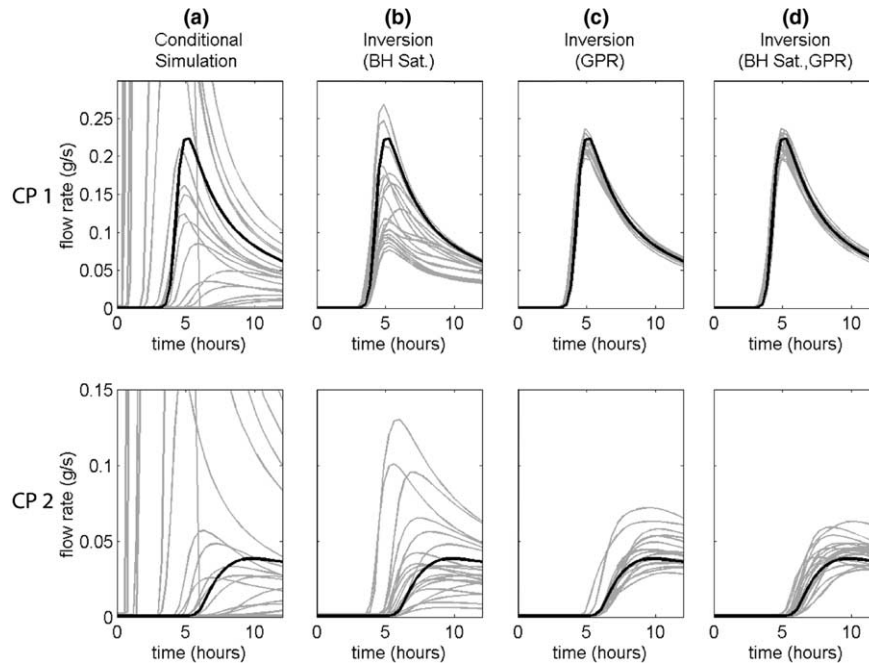 (a) (b) (c) (d)
Conditional Simulation
Inversion (BH Sat.)
Inversion (GPR)
Inversion (BH Sat.,GPR)
CP 1
flow rate (g/s)
0.25
0.2
0.15
0.1
0.05
0
0 5 10
0 5 10
0 5 10
0 5 10
time (hours) time (hours) time (hours) time (hours)
CP 2
flow rate (g/s)
0.15
0.1
0.05
0
0 5 10
0 5 10
0 5 10
0 5 10
time (hours) time (hours) time (hours) time (hours)